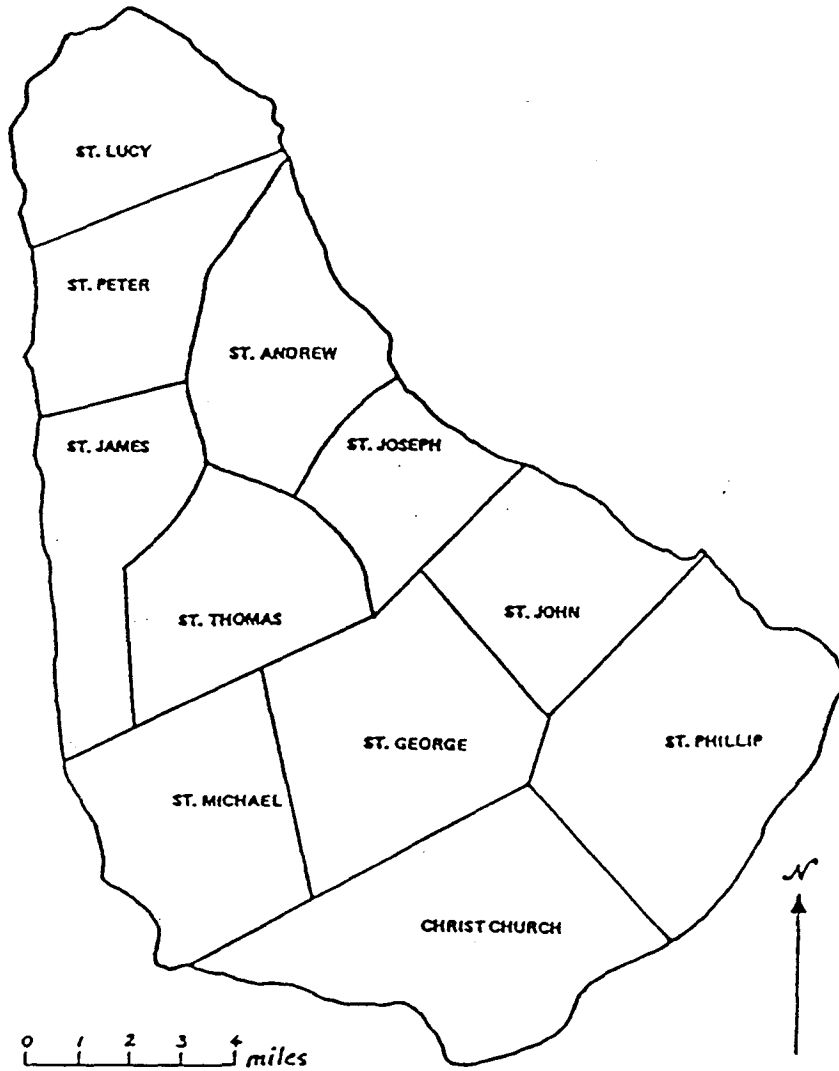 ST. LUCY
ST. PETER
ST. ANDREW
ST. JAMES
ST. JOSEPH
ST. THOMAS
ST. JOHN
ST. GEORGE
ST. PHILLIP
ST. MICHAEL
N
CHRIST CHURCH
0 1 2 3 4 miles